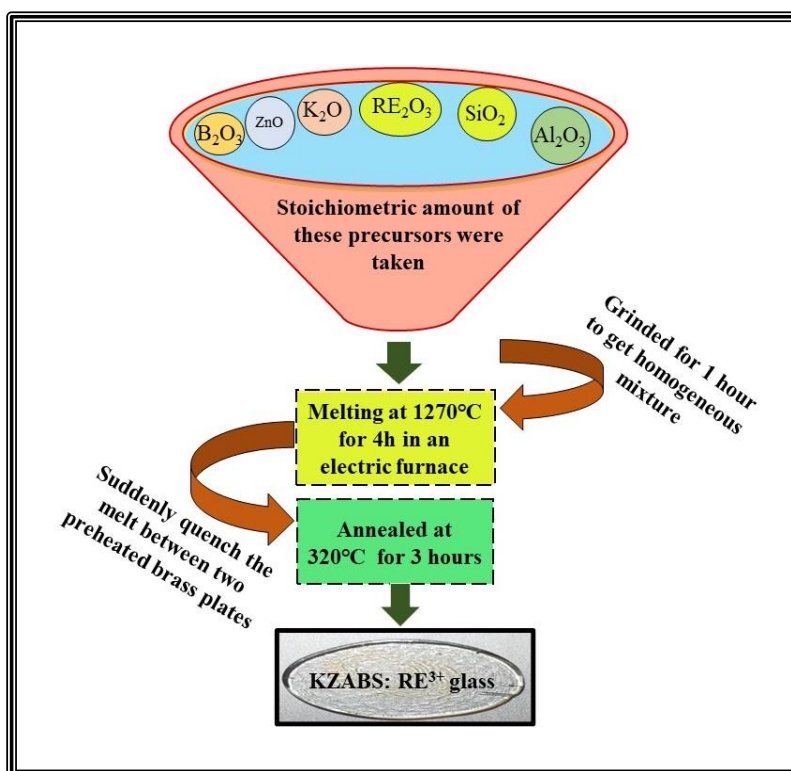 B₂O₃
ZnO
K₂O
RE₂O₃
SiO₂
Al₂O₃
Stoichiometric amount of
these precursors were
taken
Grinded for 1 hour
to get homogeneous
mixture
Melting at 1270°C
for 4h in an
electric furnace
Suddenly quench the
melt between two
preheated brass plates
Annealed at
320°C for 3 hours
KZABS: RE³⁺ glass